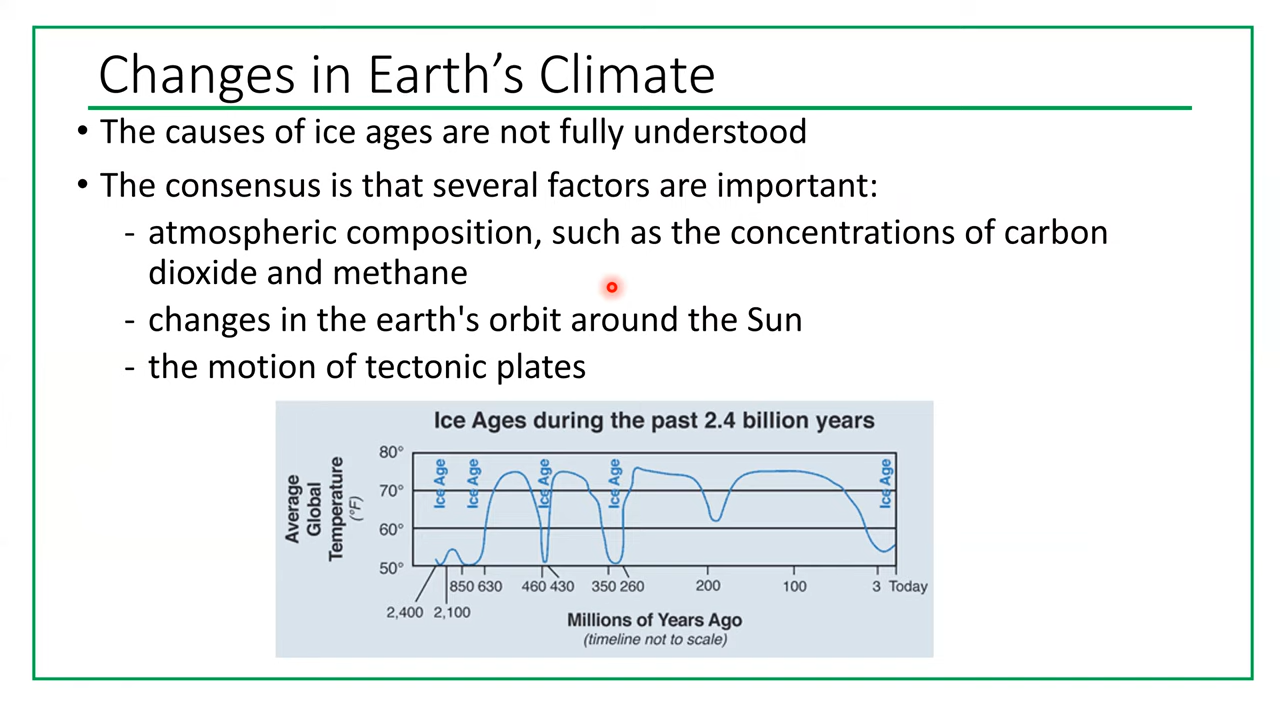 Changes in Earth’s Climate
• The causes of ice ages are not fully understood
• The consensus is that several factors are important:
- atmospheric composition, such as the concentrations of carbon
dioxide and methane
- changes in the earth's orbit around the Sun
- the motion of tectonic plates
Ice Ages during the past 2.4 billion years
Average
Global
Temperature
(°F)
80°
70°
60°
50°
Ice Age
Ice Age
Ice Age
Ice Age
Ice Age
850 630 460 430 350 260 200 100 3 Today
2,400 2,100
Millions of Years Ago
(timeline not to scale)